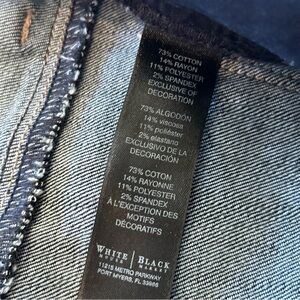 73% COTTON
14% RAYON
11% POLYESTER
2% SPANDEX
EXCLUSIVE OF
DECORATION
73% ALGODÓN
14% viscosa
11% poliéster
2% elastano
EXCLUSIVO DE LA
DECORACIÓN
73% COTON
14% RAYONNE
11% POLYESTER
2% SPANDEX
À L'EXCEPTION DES
MOTIFS
DÉCORATIFS
WHITE | BLACK
HOUSE | MARKET
11215 METRO PARKWAY
FORT MYERS, FL 33966